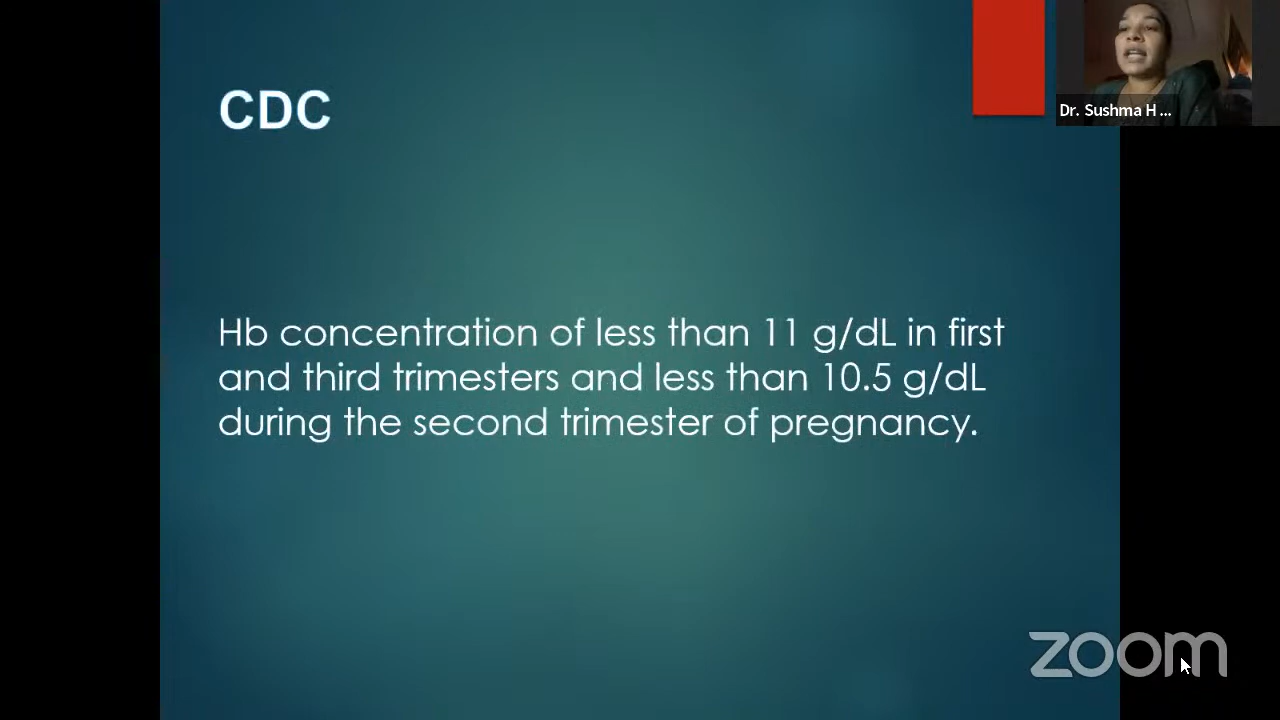 CDC
Dr. Sushma H ...
Hb concentration of less than 11 g/dL in first
and third trimesters and less than 10.5 g/dL
during the second trimester of pregnancy.
zoom